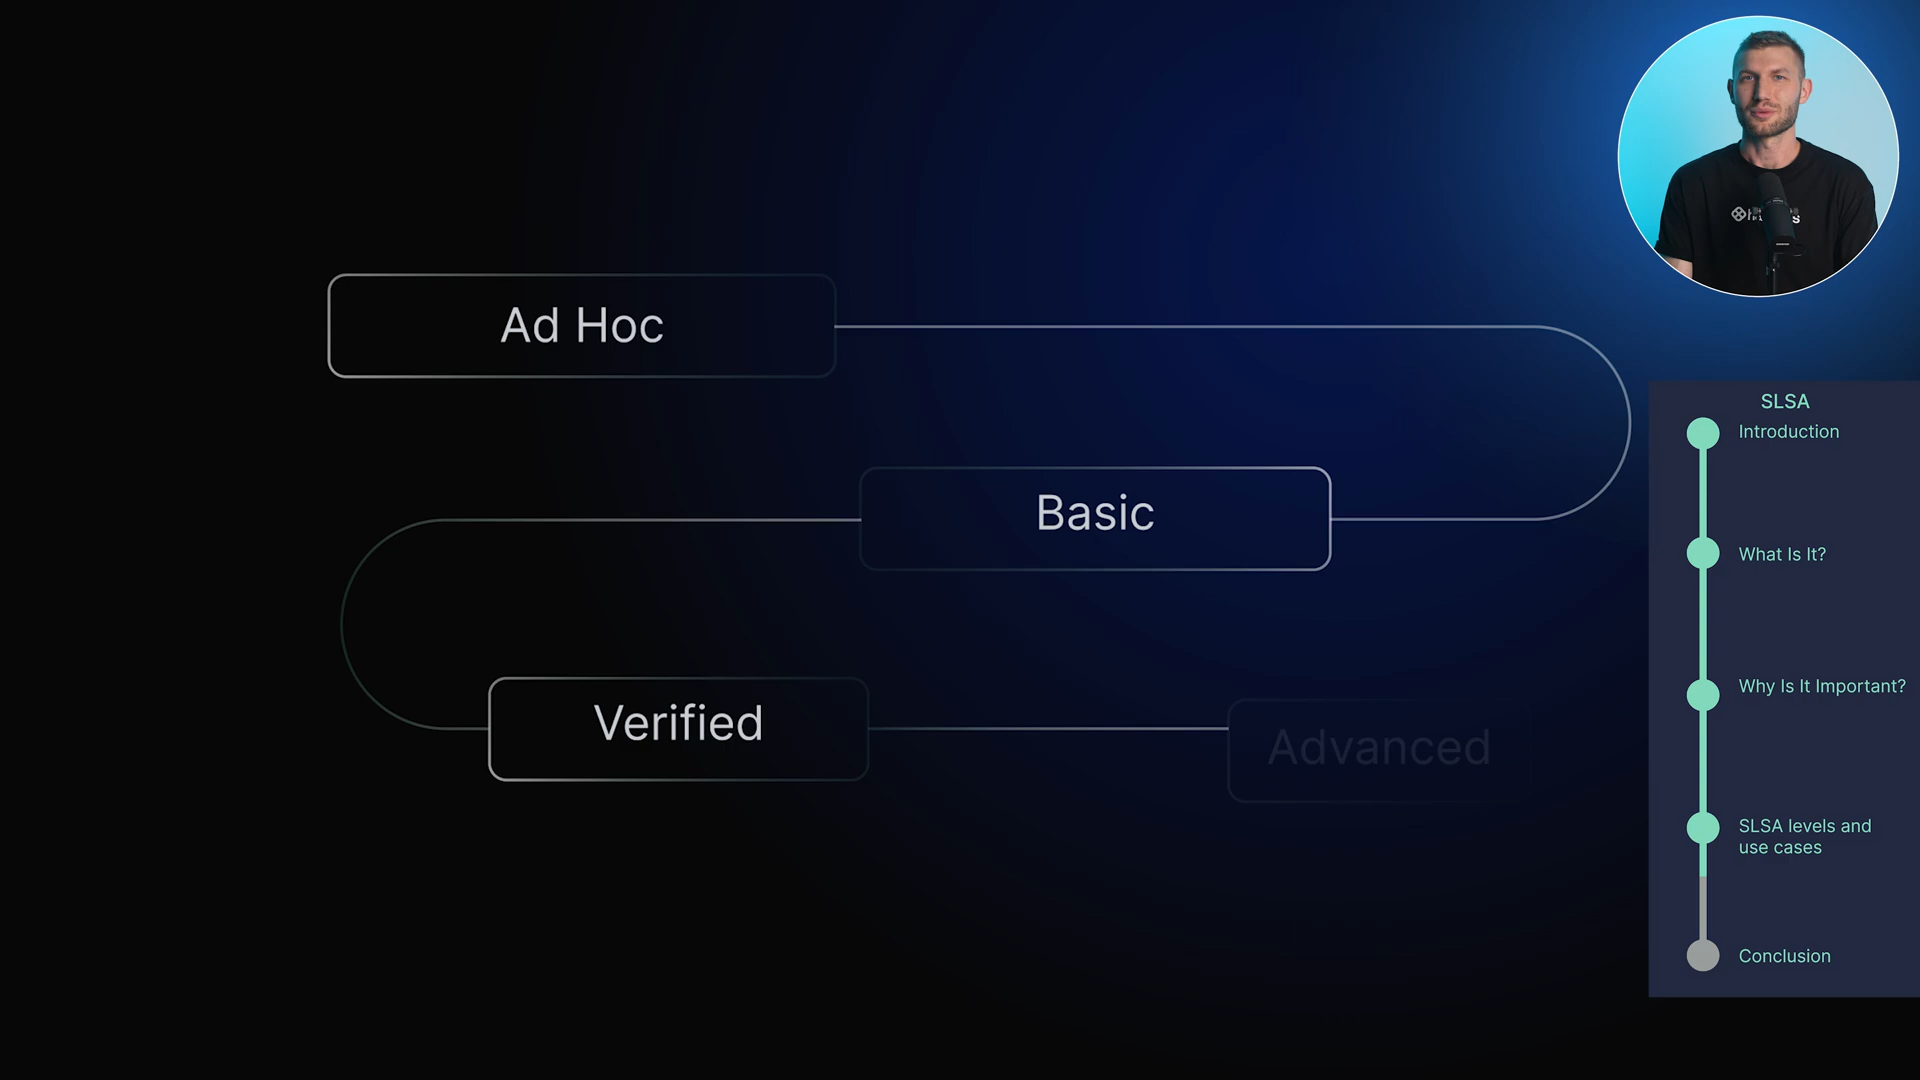 Ad Hoc
Basic
Verified
Advanced
SLSA
Introduction
What Is It?
Why Is It Important?
SLSA levels and
use cases
Conclusion